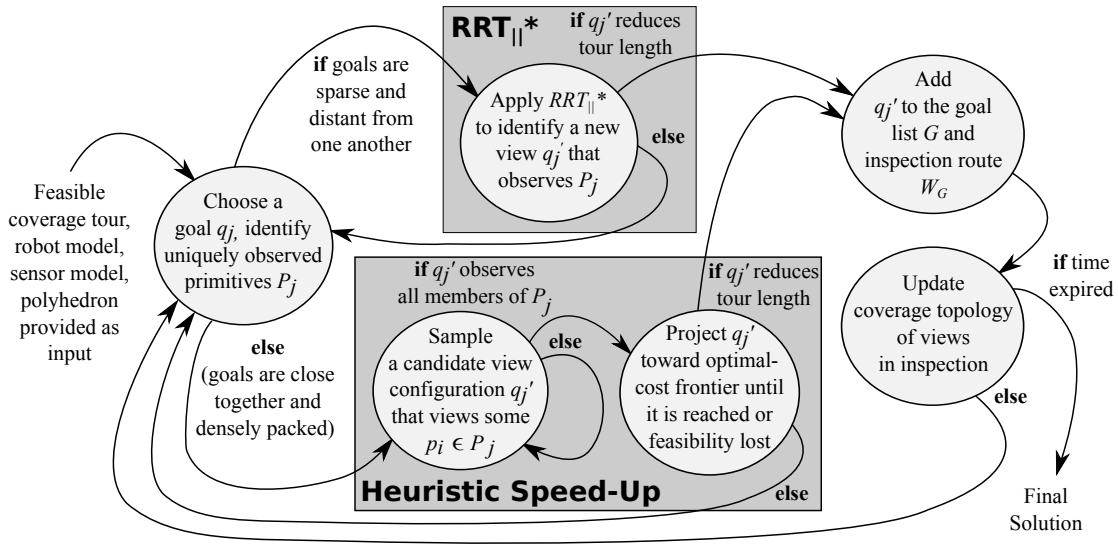 RRT||*
if qj′ reduces
tour length
if goals are
sparse and
distant from
one another
Apply RRT||*
to identify a new
view qj′ that
observes Pj
else
Add
qj′ to the goal
list G and
inspection route
WG
Feasible
coverage tour,
robot model,
sensor model,
polyhedron
provided as
input
Choose a
goal qj, identify
uniquely observed
primitives Pj
if qj′ observes
all members of Pj
if qj′ reduces
tour length
Update
coverage topology
of views
in inspection
if time
expired
else
(goals are close
together and
densely packed)
Sample
a candidate view
configuration qj′
that views some
pi ∈ Pj
else
Project qj′
toward optimal-
cost frontier until
it is reached or
feasibility lost
else
else
Heuristic Speed-Up
Final
Solution